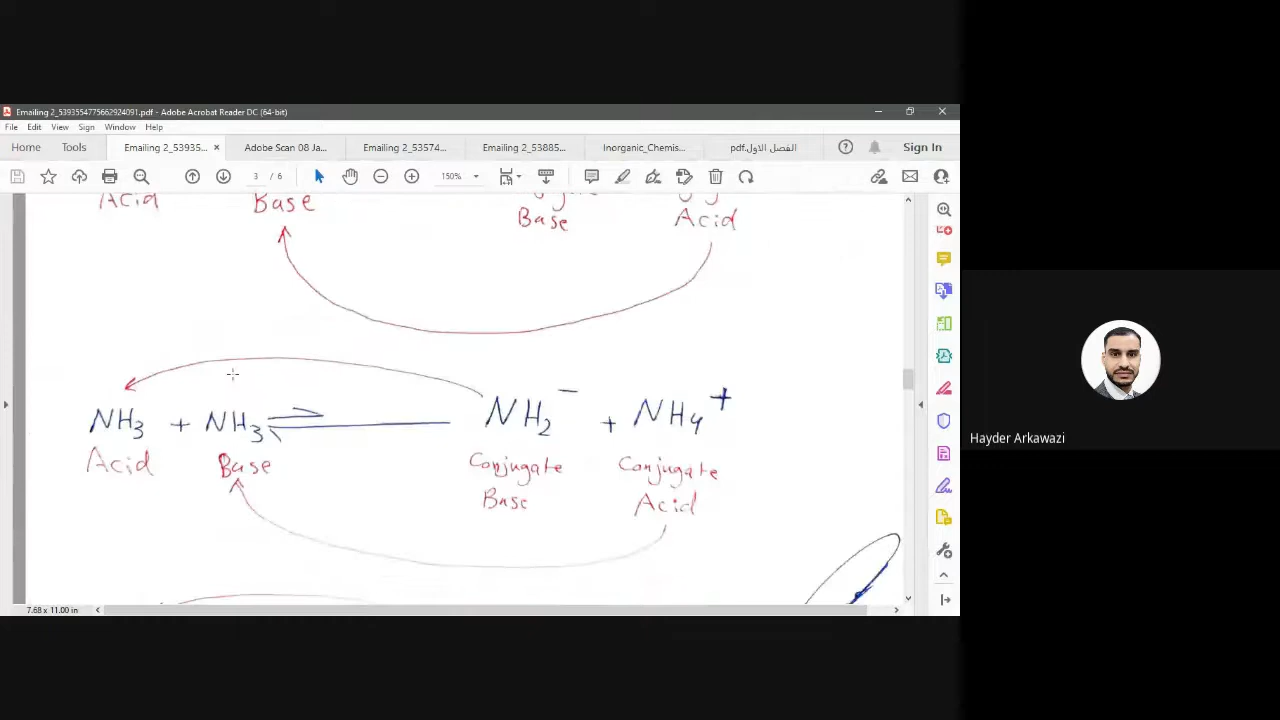 Emailing 2_5393554775662924091.pdf - Adobe Acrobat Reader DC (64-bit)
File Edit View Sign Window Help
Home Tools Emailing 2_53935... × Adobe Scan 08 Ja... Emailing 2_53574... Emailing 2_53885... Inorganic_Chemis... الفصل الاول.pdf Sign In
3 / 6 150%
Acid Base Base Acid
NH3 + NH3 ⇌ NH2⁻ + NH4⁺
Acid Base Conjugate Conjugate
Base Acid
7.68 x 11.00 in
Hayder Arkawazi